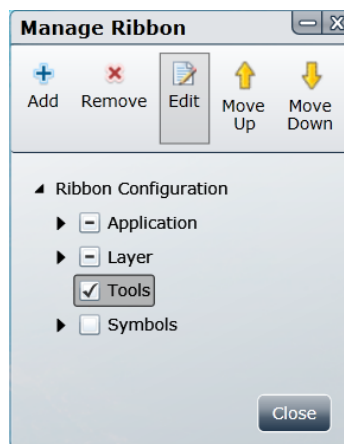 Manage Ribbon
Add Remove Edit Move Up Move Down
Ribbon Configuration
Application
Layer
Tools
Symbols
Close